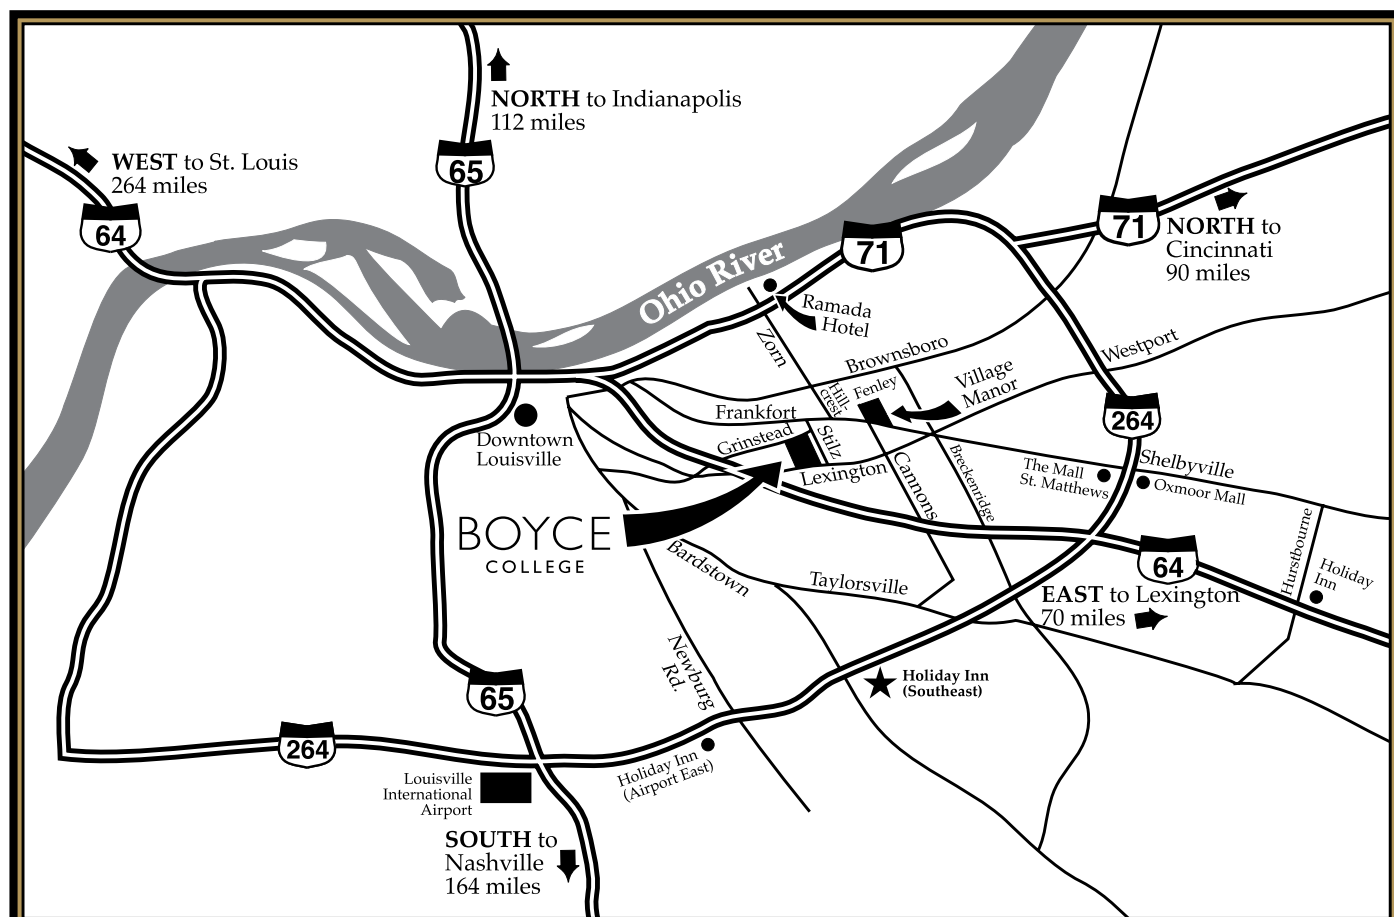 NORTH to Indianapolis
112 miles
WEST to St. Louis
264 miles
65
64
71
71
NORTH to
Cincinnati
90 miles
Ohio River
Ramada
Hotel
Zorn
Brownsboro
Westport
Village
Manor
Fenley
Hill-
crest
Frankfort
Grinstead
Stilz
Lexington
Cannons
Breckenridge
264
Shelbyville
The Mall
St. Matthews
Oxmoor Mall
Downtown
Louisville
BOYCE
COLLEGE
Bardstown
Taylorsville
Hurstbourne
Holiday
Inn
64
EAST to Lexington
70 miles
Newburg
Rd.
Holiday Inn
(Southeast)
65
264
Holiday Inn
(Airport East)
Louisville
International
Airport
SOUTH to
Nashville
164 miles